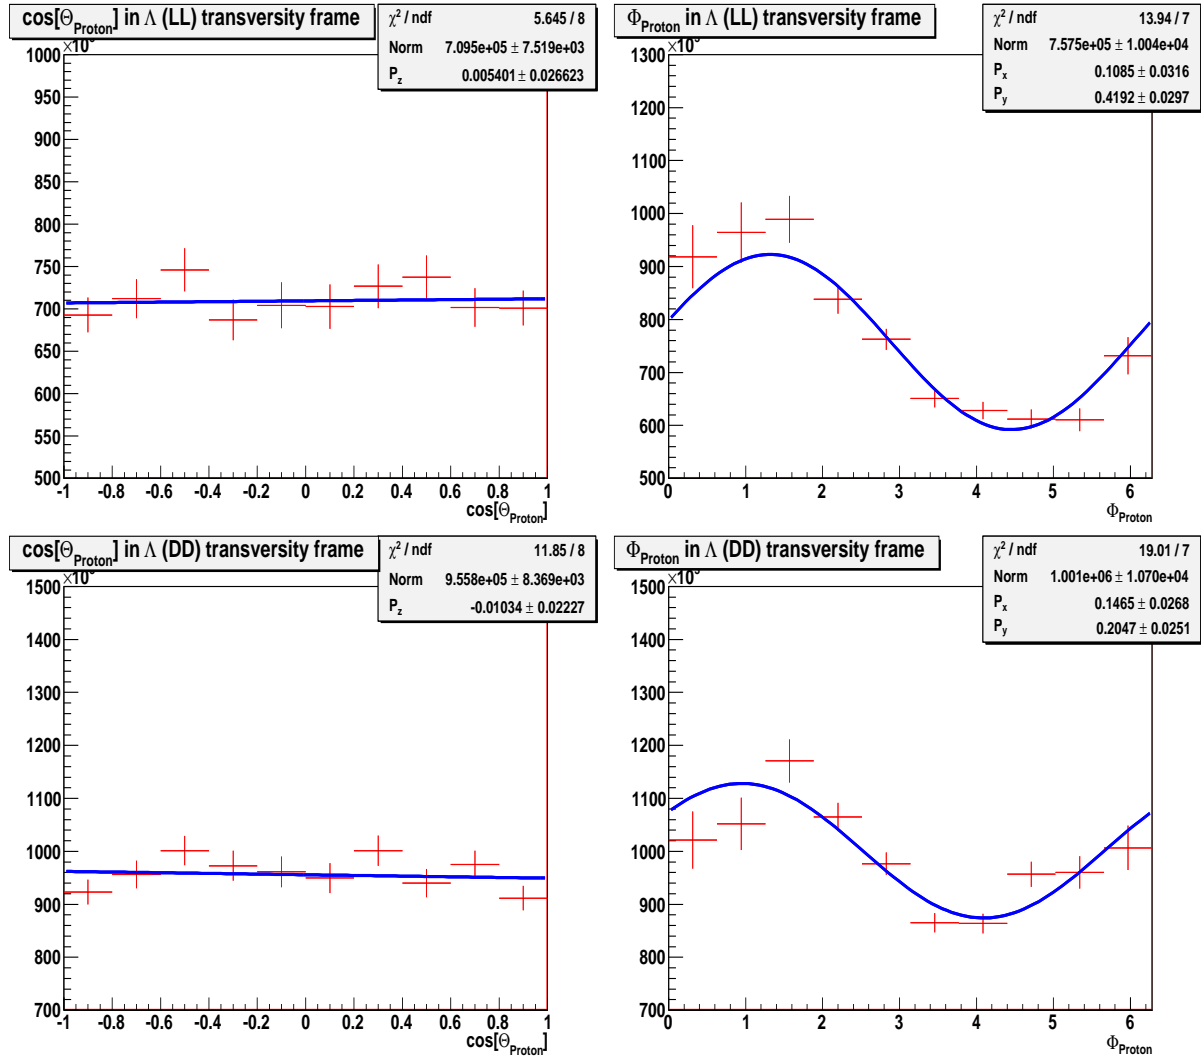 cos[Θ_Proton] in Λ (LL) transversity frame
χ² / ndf 5.645 / 8
Norm 7.095e+05 ± 7.519e+03
P_z 0.005401 ± 0.026623
1000
950
900
850
800
750
700
650
600
550
500
-1 -0.8 -0.6 -0.4 -0.2 0 0.2 0.4 0.6 0.8 1
cos[Θ_Proton]
Φ_Proton in Λ (LL) transversity frame
χ² / ndf 13.94 / 7
Norm 7.575e+05 ± 1.004e+04
P_x 0.1085 ± 0.0316
P_y 0.4192 ± 0.0297
1300
1200
1100
1000
900
800
700
600
500
0 1 2 3 4 5 6
Φ_Proton
cos[Θ_Proton] in Λ (DD) transversity frame
χ² / ndf 11.85 / 8
Norm 9.558e+05 ± 8.369e+03
P_z -0.01034 ± 0.02227
1500
1400
1300
1200
1100
1000
900
800
700
-1 -0.8 -0.6 -0.4 -0.2 0 0.2 0.4 0.6 0.8 1
cos[Θ_Proton]
Φ_Proton in Λ (DD) transversity frame
χ² / ndf 19.01 / 7
Norm 1.001e+06 ± 1.070e+04
P_x 0.1465 ± 0.0268
P_y 0.2047 ± 0.0251
1500
1400
1300
1200
1100
1000
900
800
700
0 1 2 3 4 5 6
Φ_Proton